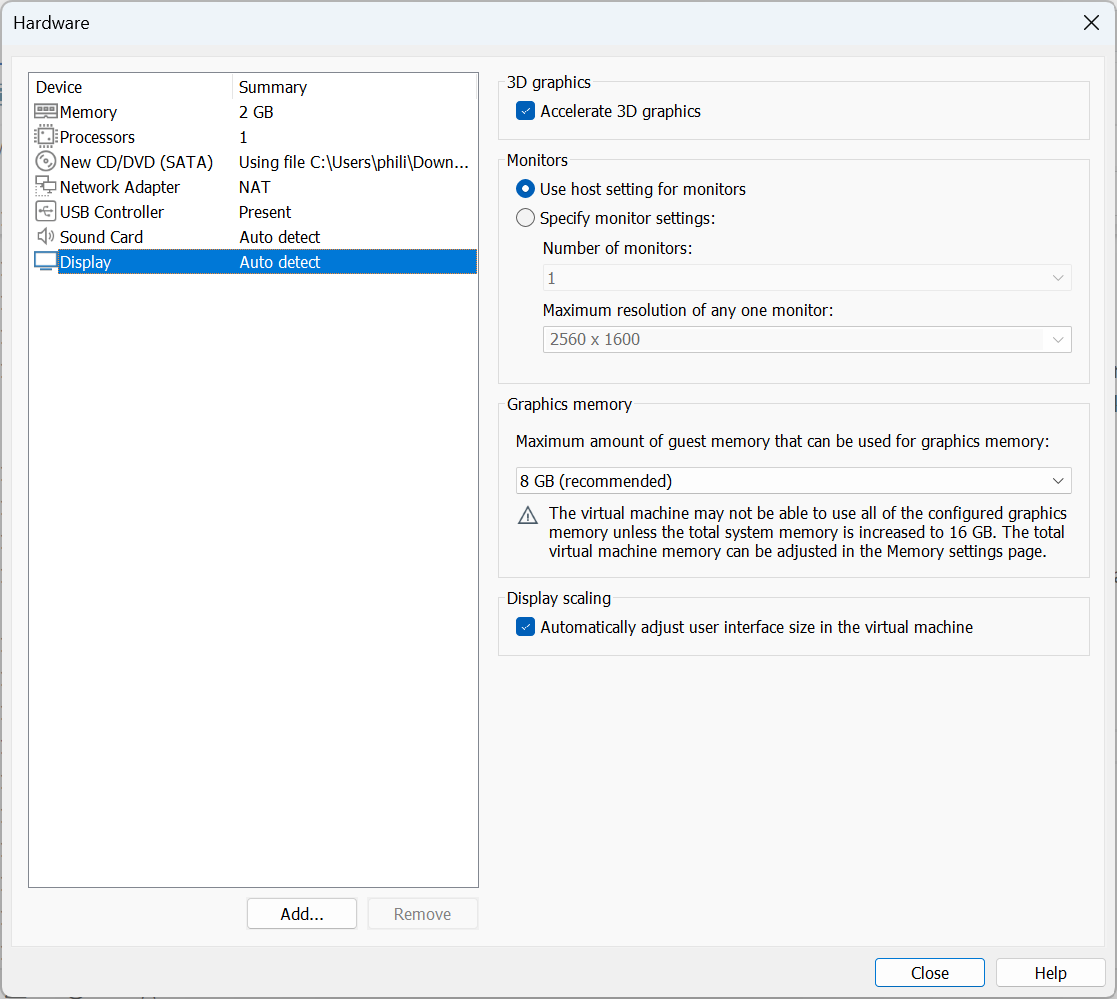 Hardware
Device Summary
Memory 2 GB
Processors 1
New CD/DVD (SATA) Using file C:\Users\phili\Down...
Network Adapter NAT
USB Controller Present
Sound Card Auto detect
Display Auto detect
Add...
Remove
3D graphics
Accelerate 3D graphics
Monitors
Use host setting for monitors
Specify monitor settings:
Number of monitors:
1
Maximum resolution of any one monitor:
2560 x 1600
Graphics memory
Maximum amount of guest memory that can be used for graphics memory:
8 GB (recommended)
The virtual machine may not be able to use all of the configured graphics
memory unless the total system memory is increased to 16 GB. The total
virtual machine memory can be adjusted in the Memory settings page.
Display scaling
Automatically adjust user interface size in the virtual machine
Close
Help